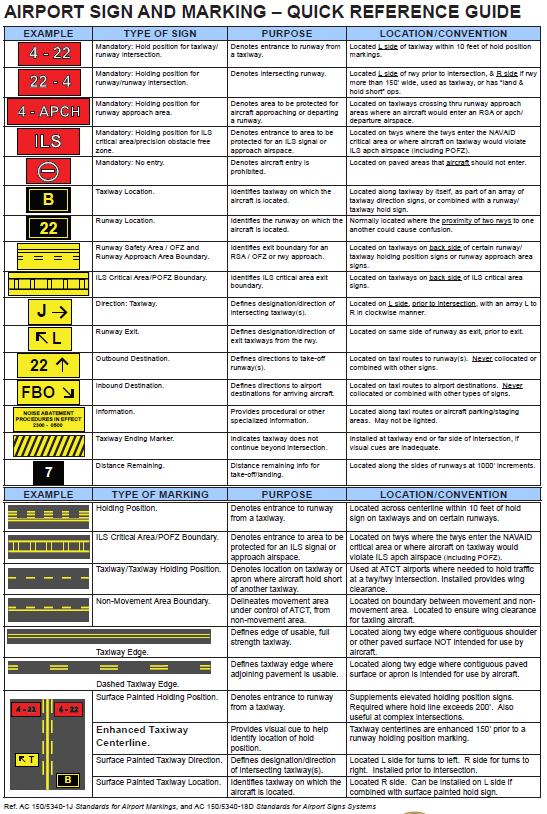 AIRPORT SIGN AND MARKING – QUICK REFERENCE GUIDE
EXAMPLE TYPE OF SIGN PURPOSE LOCATION/CONVENTION
4 - 22
Mandatory: Hold position for taxiway/
runway intersection.
Denotes entrance to runway from
a taxiway.
Located L side of taxiway within 10 feet of hold position
markings.
22 - 4
Mandatory: Holding position for
runway/runway intersection.
Denotes intersecting runway.
Located L side of rwy prior to intersection, & R side if rwy
more than 150' wide, used as taxiway, or has "land &
hold short" ops.
4 - APCH
Mandatory: Holding position for
runway approach area.
Denotes area to be protected for
aircraft approaching or departing
a runway.
Located on taxiways crossing thru runway approach
areas where an aircraft would enter an RSA or apch/
departure airspace.
ILS
Mandatory: Holding position for ILS
critical area/precision obstacle free
zone.
Denotes entrance to area to be
protected for an ILS signal or
approach airspace.
Located on twys where the twys enter the NAVAID
critical area or where aircraft on taxiway would violate
ILS apch airspace (including POFZ).
Mandatory: No entry.
Denotes aircraft entry is
prohibited.
Located on paved areas that aircraft should not enter.
B
Taxiway Location.
Identifies taxiway on which the
aircraft is located.
Located along taxiway by itself, as part of an array of
taxiway direction signs, or combined with a runway/
taxiway hold sign.
22
Runway Location.
Identifies the runway on which the
aircraft is located.
Normally located where the proximity of two rwys to one
another could cause confusion.
Runway Safety Area / OFZ and
Runway Approach Area Boundary.
Identifies exit boundary for an
RSA / OFZ or rwy approach.
Located on taxiways on back side of certain runway/
taxiway holding position signs or runway approach area
signs.
ILS Critical Area/POFZ Boundary.
Identifies ILS critical area exit
boundary.
Located on taxiways on back side of ILS critical area
signs.
J →
Direction: Taxiway.
Defines designation/direction of
intersecting taxiway(s).
Located on L side, prior to intersection, with an array L to
R in clockwise manner.
↖ L
Runway Exit.
Defines designation/direction of
exit taxiways from the rwy.
Located on same side of runway as exit, prior to exit.
22 ↑
Outbound Destination.
Defines directions to take-off
runway(s).
Located on taxi routes to runway(s). Never collocated or
combined with other signs.
FBO ↘
Inbound Destination.
Defines directions to airport
destinations for arriving aircraft.
Located on taxi routes to airport destinations. Never
collocated or combined with other types of signs.
NOISE ABATEMENT
PROCEDURES IN EFFECT
2300 - 0500
Information.
Provides procedural or other
specialized information.
Located along taxi routes or aircraft parking/staging
areas. May not be lighted.
Taxiway Ending Marker.
Indicates taxiway does not
continue beyond intersection.
Installed at taxiway end or far side of intersection, if
visual cues are inadequate.
7
Distance Remaining.
Distance remaining info for
take-off/landing.
Located along the sides of runways at 1000' increments.
EXAMPLE TYPE OF MARKING PURPOSE LOCATION/CONVENTION
Holding Position.
Denotes entrance to runway
from a taxiway.
Located across centerline within 10 feet of hold
sign on taxiways and on certain runways.
ILS Critical Area/POFZ Boundary.
Denotes entrance to area to be
protected for an ILS signal or
approach airspace.
Located on twys where the twys enter the NAVAID
critical area or where aircraft on taxiway would
violate ILS apch airspace (including POFZ).
Taxiway/Taxiway Holding Position.
Denotes location on taxiway or
apron where aircraft hold short
of another taxiway.
Used at ATCT airports where needed to hold traffic
at a twy/twy intersection. Installed provides wing
clearance.
Non-Movement Area Boundary.
Delineates movement area
under control of ATCT, from
non-movement area.
Located on boundary between movement and non-
movement area. Located to ensure wing clearance
for taxiing aircraft.
Taxiway Edge.
Defines edge of usable, full
strength taxiway.
Located along twy edge where contiguous shoulder
or other paved surface NOT intended for use by
aircraft.
Dashed Taxiway Edge.
Defines taxiway edge where
adjoining pavement is usable.
Located along twy edge where contiguous paved
surface or apron is intended for use by aircraft.
4 - 22 4 - 22
↖ T
B
Surface Painted Holding Position.
Denotes entrance to runway
from a taxiway.
Supplements elevated holding position signs.
Required where hold line exceeds 200'. Also
useful at complex intersections.
Enhanced Taxiway
Centerline.
Provides visual cue to help
identify location of hold
position.
Taxiway centerlines are enhanced 150' prior to a
runway holding position marking.
Surface Painted Taxiway Direction.
Defines designation/direction
of intersecting taxiway(s).
Located L side for turns to left. R side for turns to
right. Installed prior to intersection.
Surface Painted Taxiway Location.
Identifies taxiway on which the
aircraft is located.
Located R side. Can be installed on L side if
combined with surface painted hold sign.
Ref. AC 150/5340-1J Standards for Airport Markings, and AC 150/5340-18D Standards for Airport Signs Systems